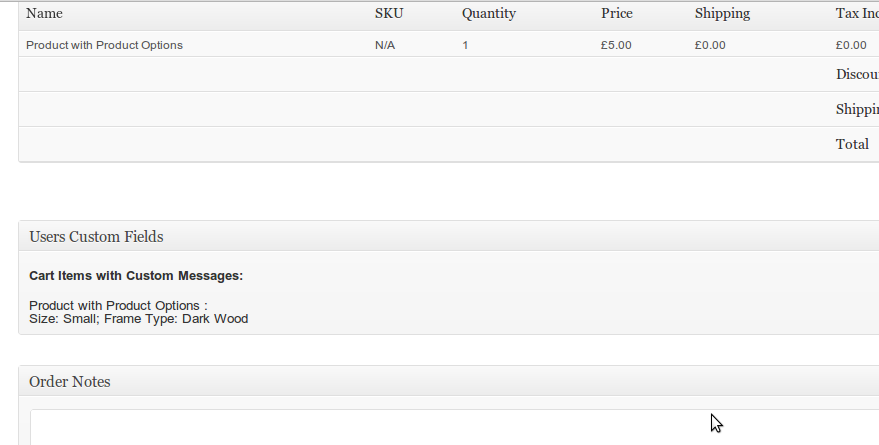 Name SKU Quantity Price Shipping Tax Inc
Product with Product Options N/A 1 £5.00 £0.00 £0.00
Discou
Shippi
Total
Users Custom Fields
Cart Items with Custom Messages:
Product with Product Options :
Size: Small; Frame Type: Dark Wood
Order Notes